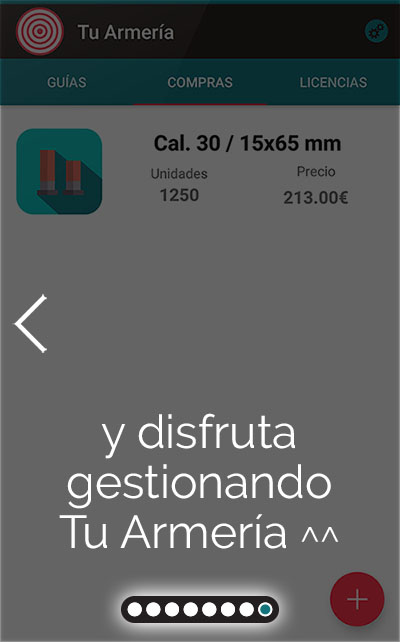 Tu Armería
GUÍAS COMPRAS LICENCIAS
Cal. 30 / 15x65 mm
Unidades Precio
1250 213.00€
y disfruta
gestionando
Tu Armería ^^